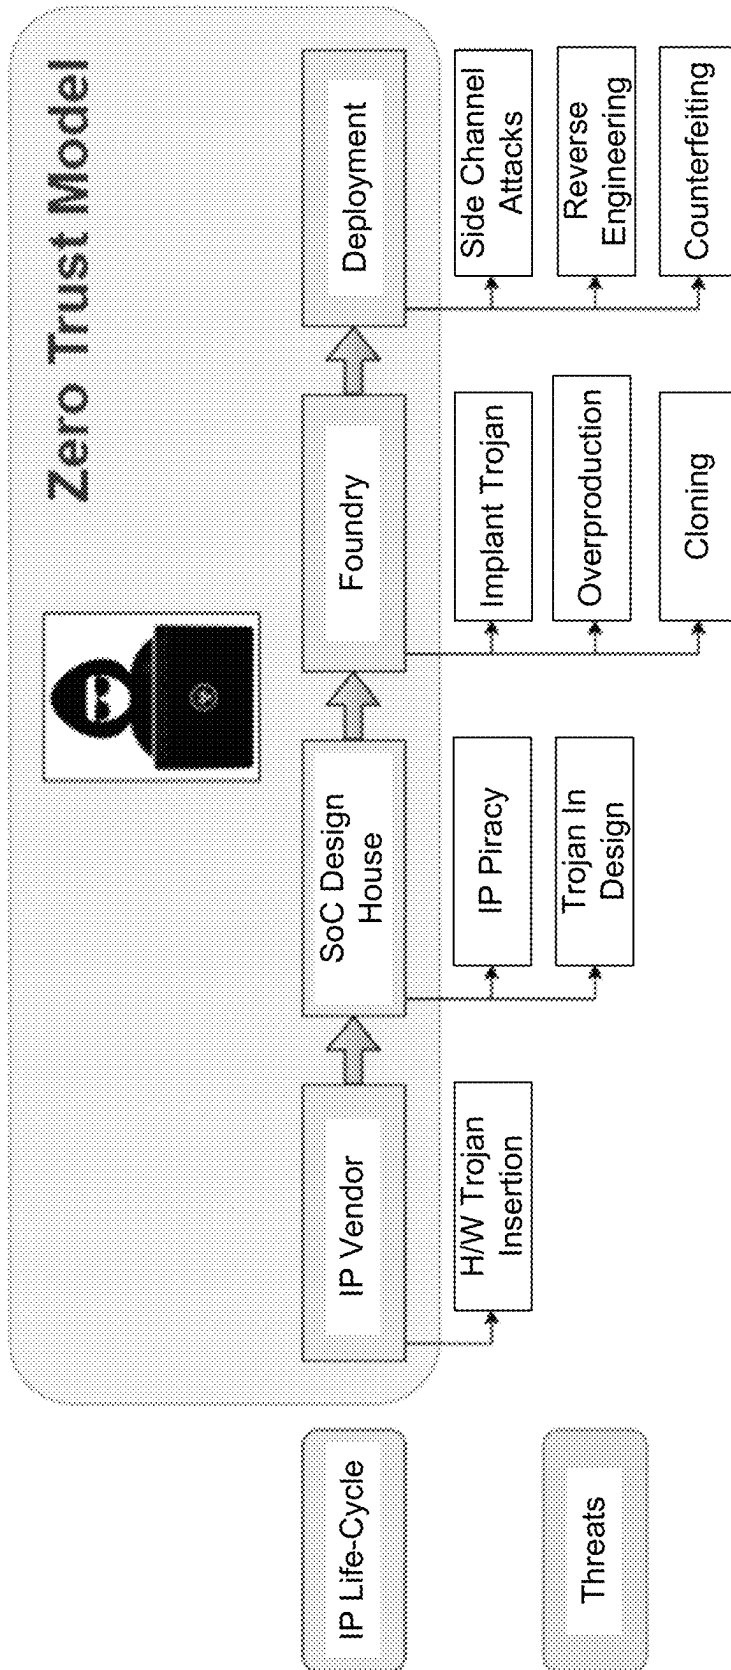 Zero Trust Model
IP Life-Cycle
IP Vendor
SoC Design
House
Foundry
Deployment
Threats
H/W Trojan
Insertion
IP Piracy
Trojan In
Design
Implant Trojan
Overproduction
Cloning
Side Channel
Attacks
Reverse
Engineering
Counterfeiting